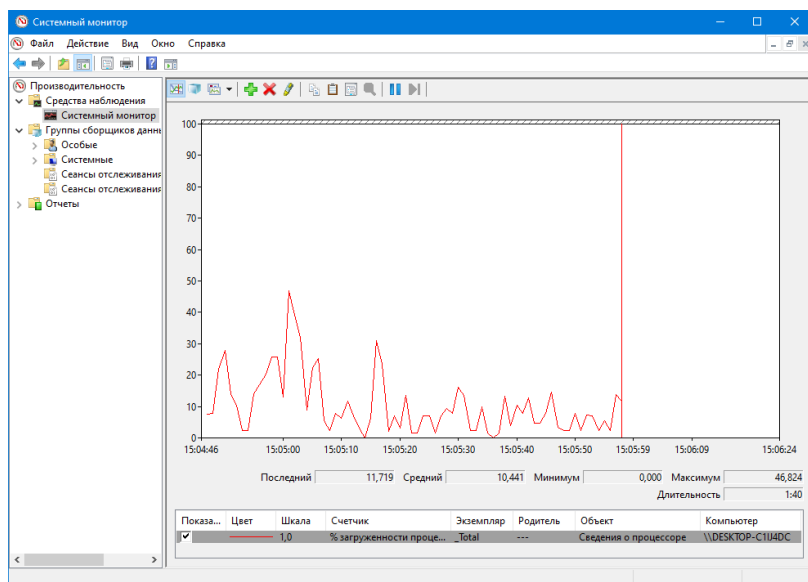 Системный монитор
Файл Действие Вид Окно Справка
Производительность
Средства наблюдения
Системный монитор
Группы сборщиков данн
Особые
Системные
Сеансы отслеживания
Сеансы отслеживания
Отчеты
100
90
80
70
60
50
40
30
20
10
0
15:04:46 15:05:00 15:05:10 15:05:20 15:05:30 15:05:40 15:05:50 15:05:59 15:06:09 15:06:24
Последний 11,719 Средний 10,441 Минимум 0,000 Максимум 46,824
Длительность 1:40
Показа... Цвет Шкала Счетчик Экземпляр Родитель Объект Компьютер
1,0 % загруженности проце... _Total --- Сведения о процессоре \\DESKTOP-C1IJ4DC